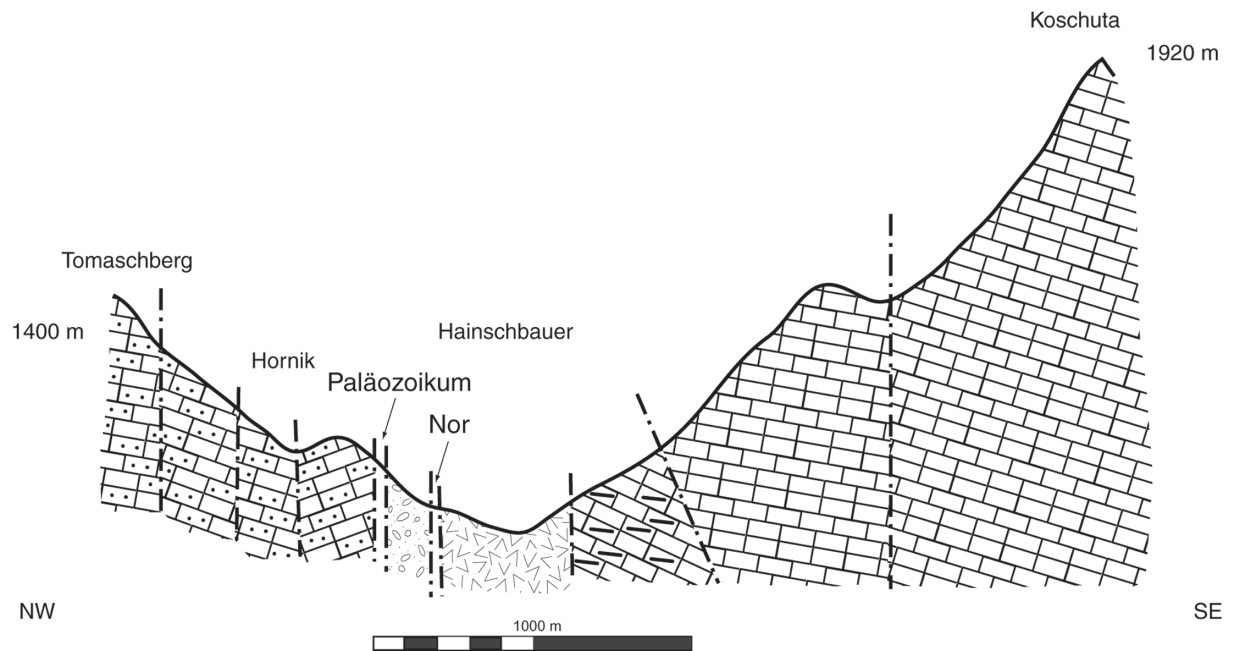 Koschuta
1920 m
Tomaschberg
1400 m
Hainschbauer
Hornik
Paläozoikum
Nor
NW
SE
1000 m